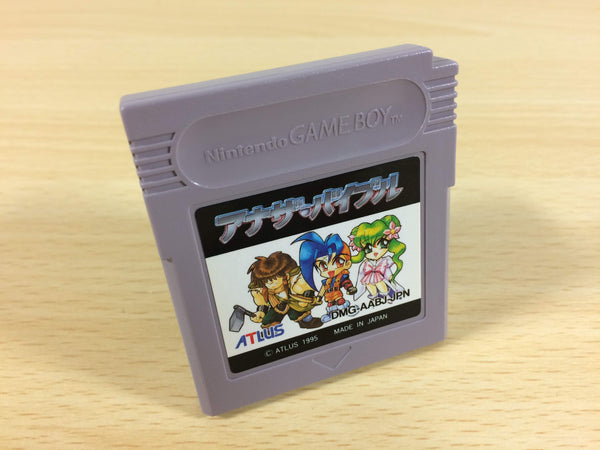 Nintendo GAME BOY TM
アナザ・バイブル
DMG-AABJ-JPN
ATLUS
© ATLUS 1995 MADE IN JAPAN